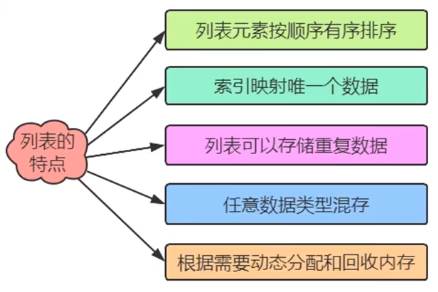 列表的
特点
列表元素按顺序有序排序
索引映射唯一个数据
列表可以存储重复数据
任意数据类型混存
根据需要动态分配和回收内存